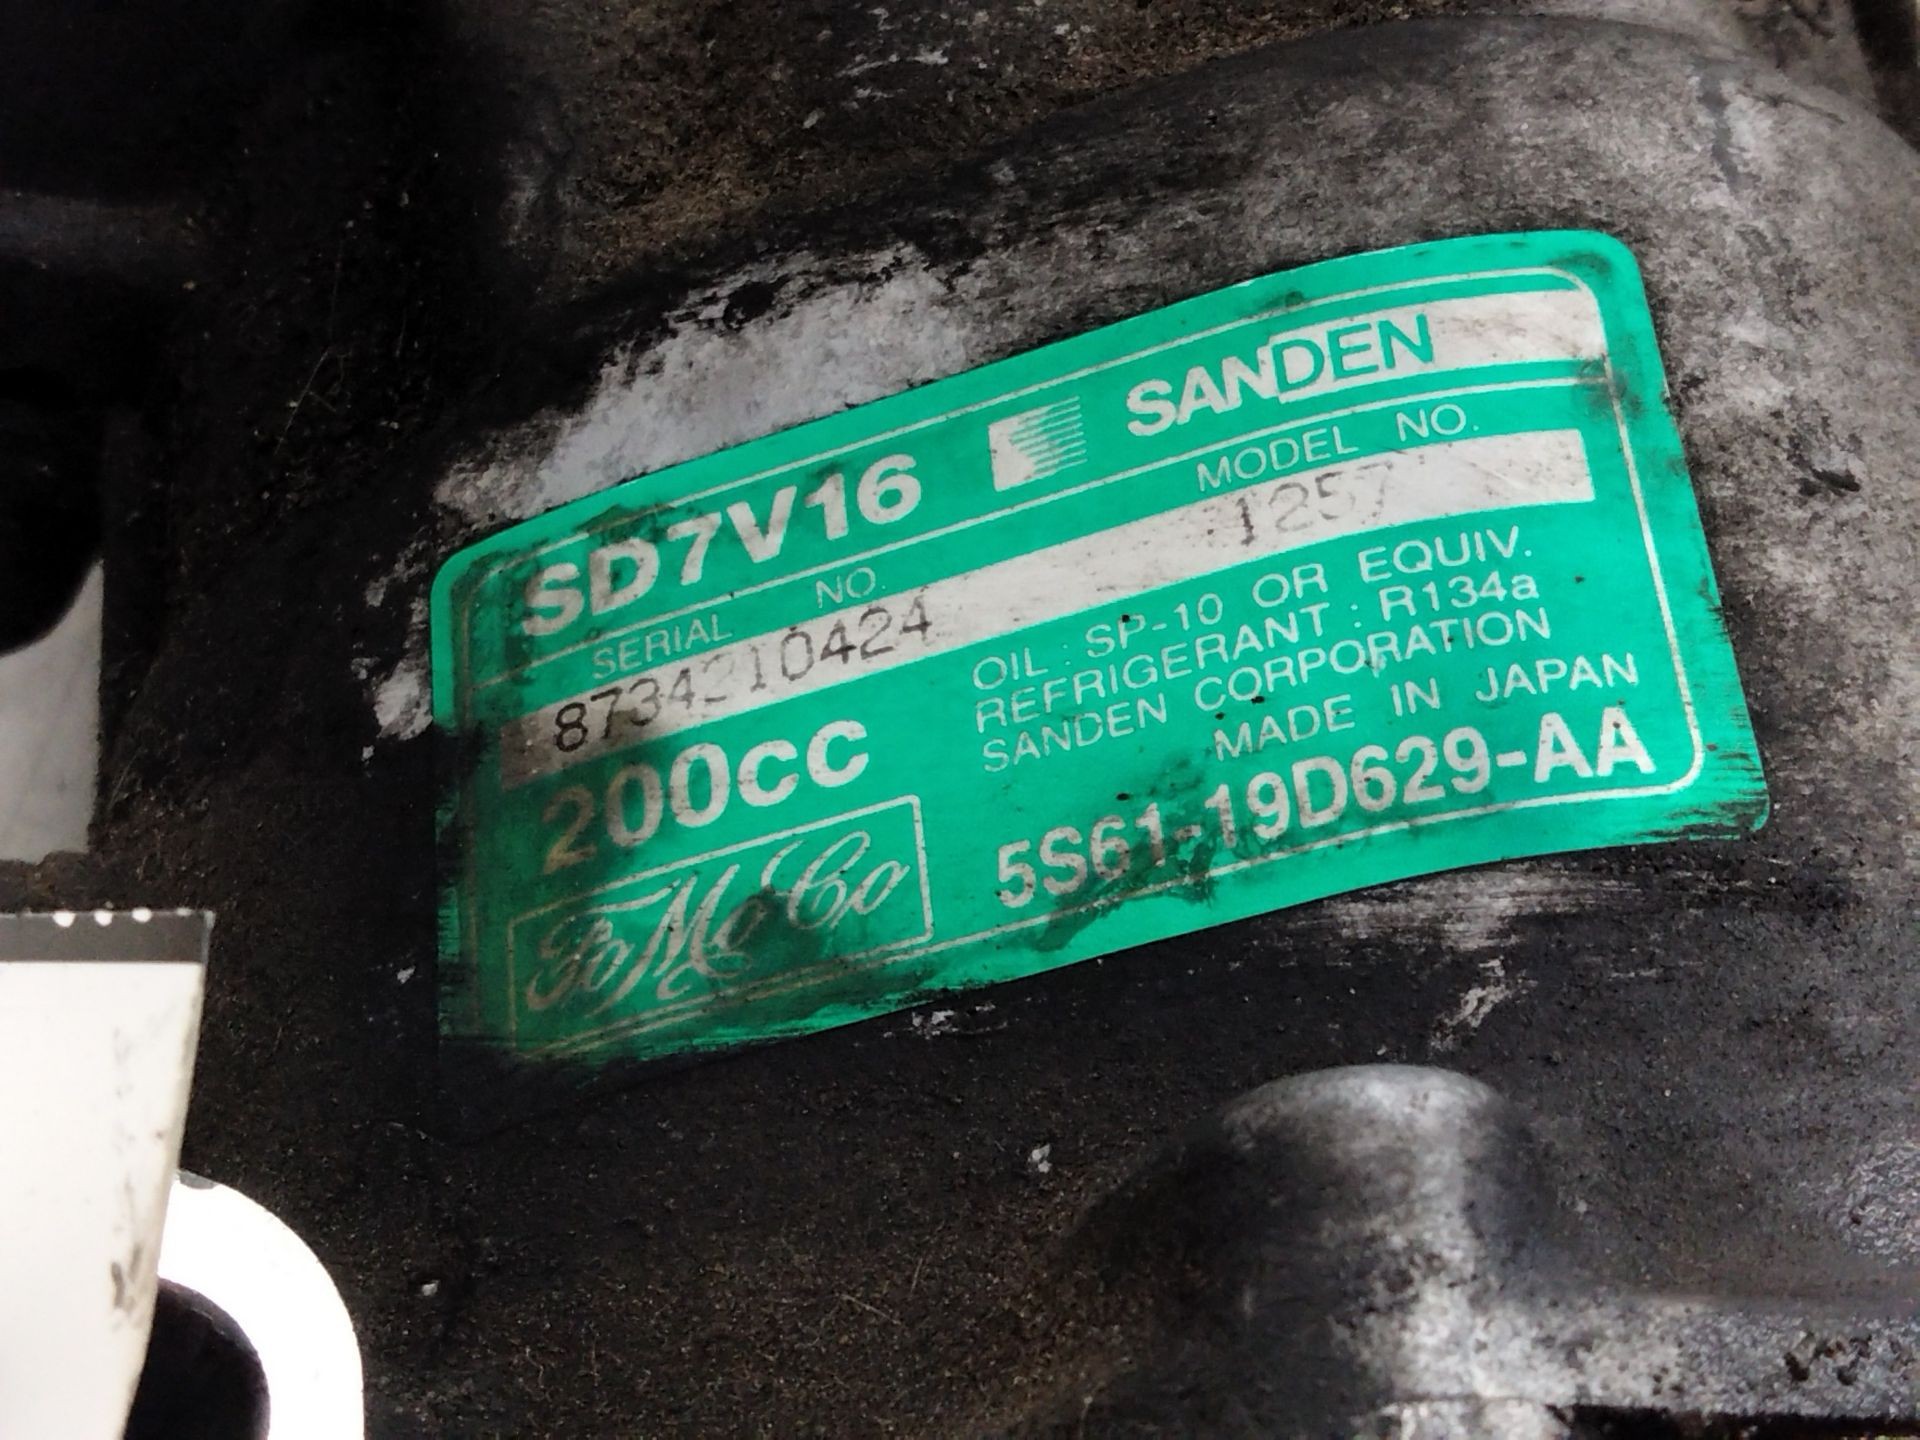 SD7V16 SANDEN
SERIAL NO. MODEL NO.
8734210424 1257
200cc
OIL : SP-10 OR EQUIV.
REFRIGERANT : R134a
SANDEN CORPORATION
MADE IN JAPAN
FoMoCo 5S61-19D629-AA